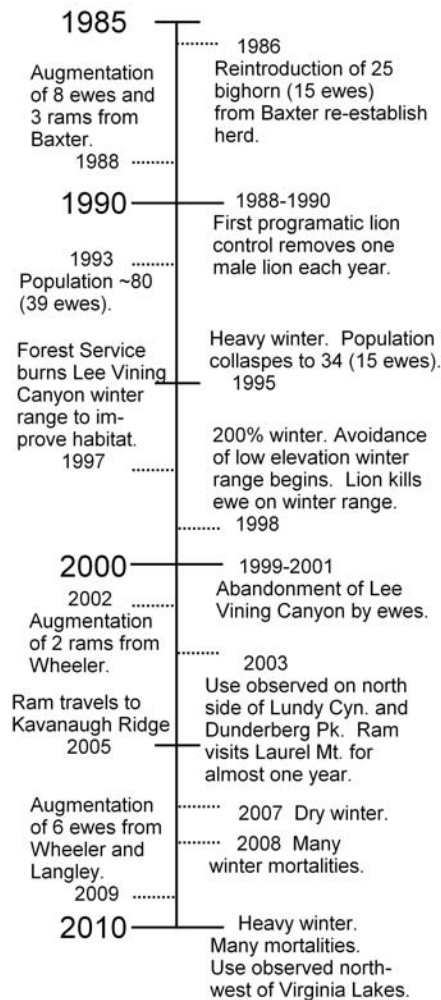 1985
1986
Reintroduction of 25
bighorn (15 ewes)
from Baxter re-establish
herd.
Augmentation
of 8 ewes and
3 rams from
Baxter.
1988
1990
1988-1990
First programatic lion
control removes one
male lion each year.
1993
Population ~80
(39 ewes).
Heavy winter. Population
collaspes to 34 (15 ewes).
1995
Forest Service
burns Lee Vining
Canyon winter
range to im-
prove habitat.
1997
200% winter. Avoidance
of low elevation winter
range begins. Lion kills
ewe on winter range.
1998
2000
1999-2001
Abandonment of Lee
Vining Canyon by ewes.
2002
Augmentation
of 2 rams from
Wheeler.
2003
Use observed on north
side of Lundy Cyn. and
Dunderberg Pk. Ram
visits Laurel Mt. for
almost one year.
Ram travels to
Kavanaugh Ridge
2005
2007 Dry winter.
2008 Many
winter mortalities.
Augmentation
of 6 ewes from
Wheeler and
Langley.
2009
2010
Heavy winter.
Many mortalities.
Use observed north-
west of Virginia Lakes.